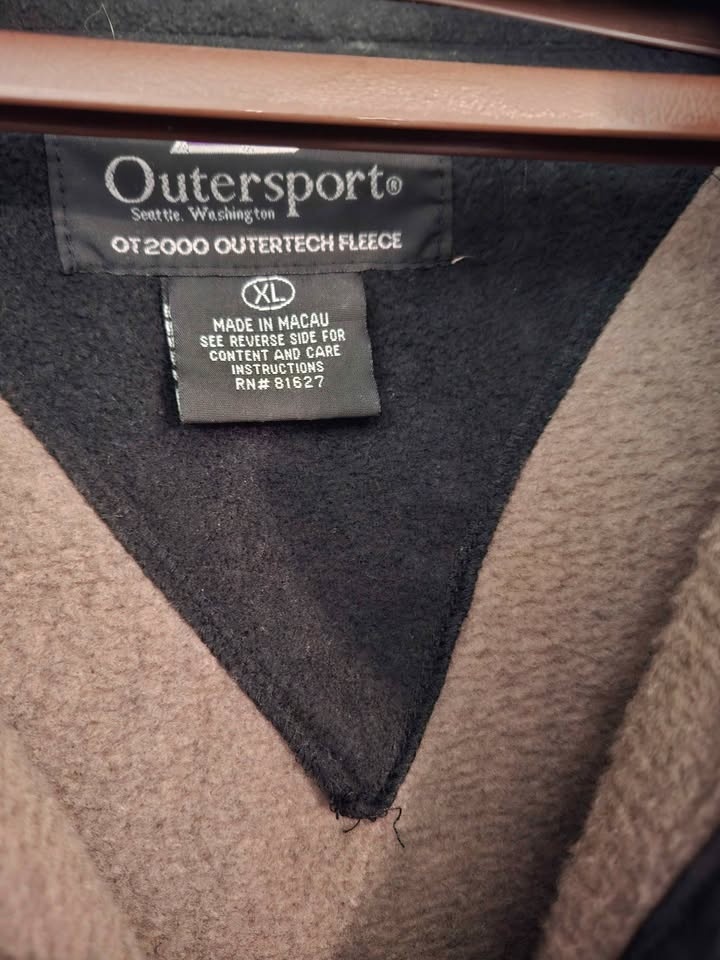 Outersport®
Seattle, Washington
OT2000 OUTERTECH FLEECE
XL
MADE IN MACAU
SEE REVERSE SIDE FOR
CONTENT AND CARE
INSTRUCTIONS
RN# 81627